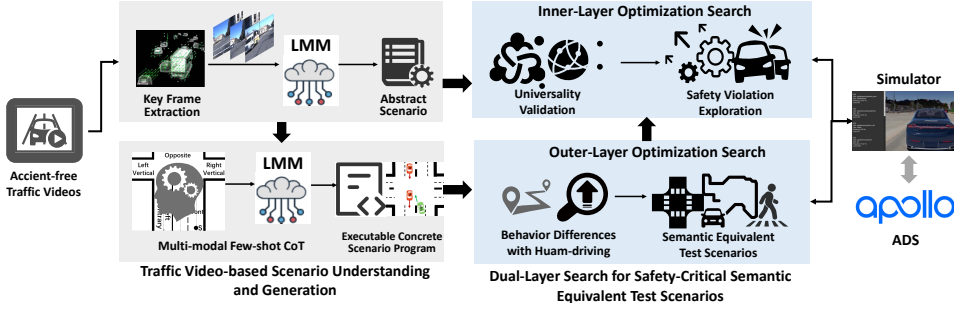 Accient-free
Traffic Videos
Key Frame
Extraction
LMM
Abstract
Scenario
Opposite
Left
Vertical
Right
Vertical
Multi-modal Few-shot CoT
LMM
Executable Concrete
Scenario Program
Traffic Video-based Scenario Understanding
and Generation
Inner-Layer Optimization Search
Universality
Validation
Safety Violation
Exploration
Outer-Layer Optimization Search
Behavior Differences
with Huam-driving
Semantic Equivalent
Test Scenarios
Dual-Layer Search for Safety-Critical Semantic
Equivalent Test Scenarios
Simulator
apollo
ADS